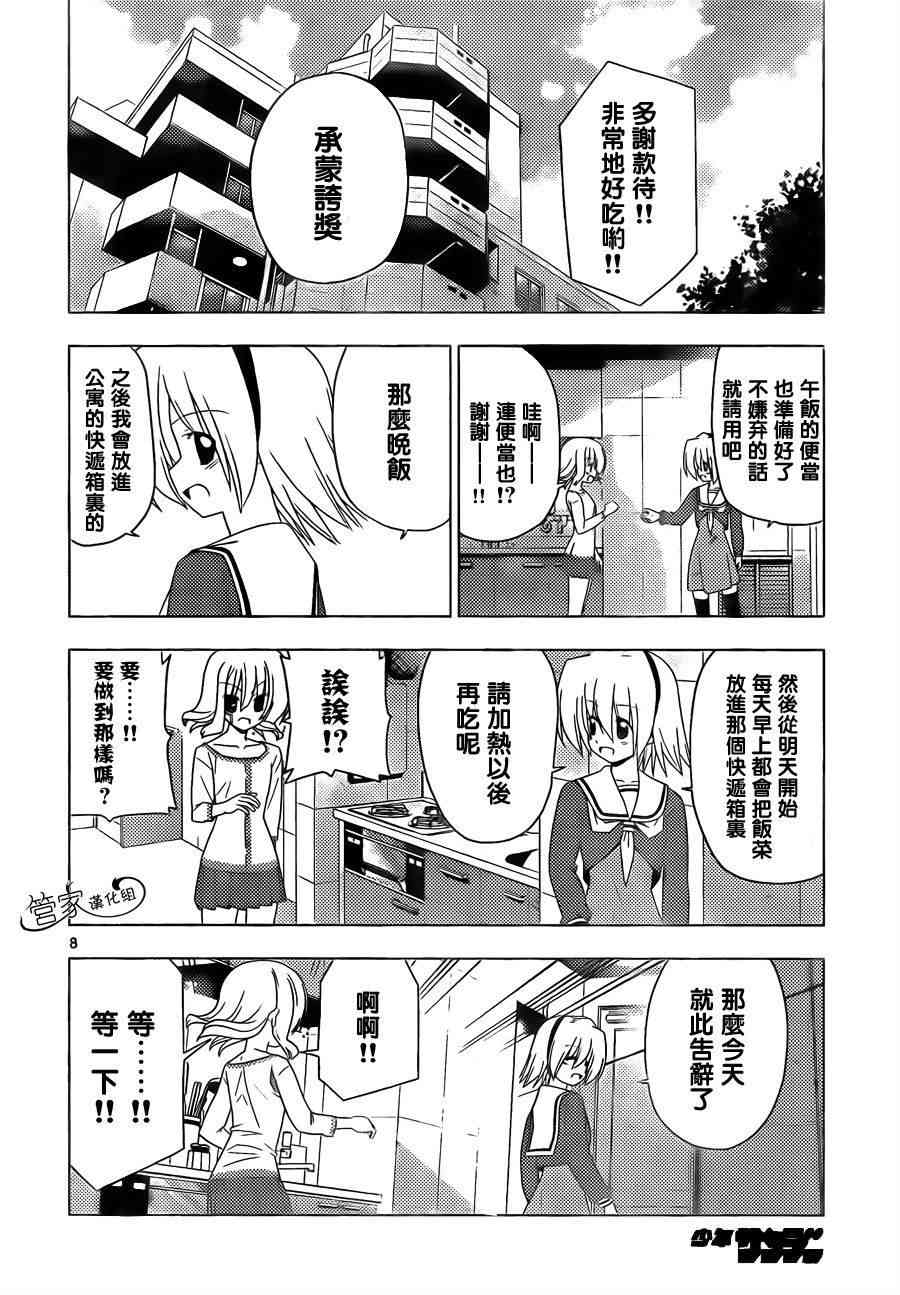 多謝款待!!
非常地好吃喲!!
承蒙誇獎
午飯的便當
也準備好了
不嫌弃的話
就請用吧
哇啊——
連便當也!?
謝謝——!!
那麼晚飯
之後我會放進
公寓的快遞箱裏的
然後從明天開始
每天早上都會把飯菜
放進那個快遞箱裏
請加熱以後
再吃呢
誒誒!?
要……!!
要做到那樣嗎?
管家漢化組
8
那麼今天
就此告辭了
啊啊!!
等……!!
等一下!!
少年サンデー